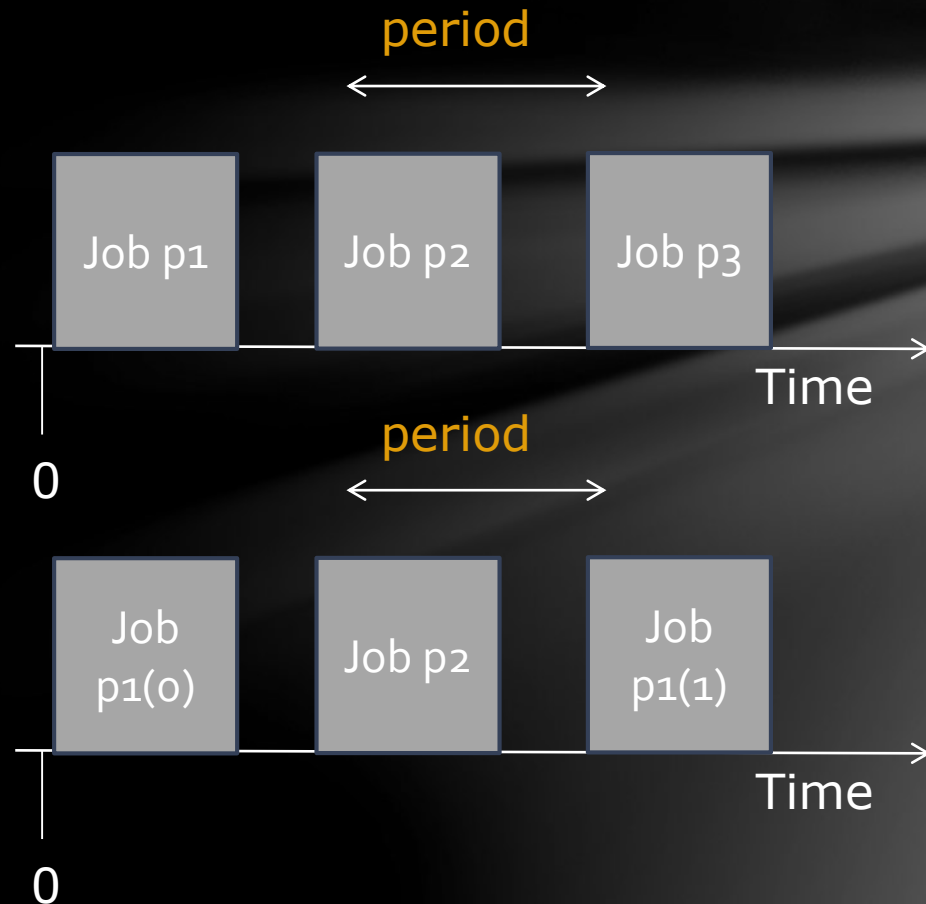 period
Job p1
Job p2
Job p3
Time
0
period
Job
p1(0)
Job p2
Job
p1(1)
Time
0